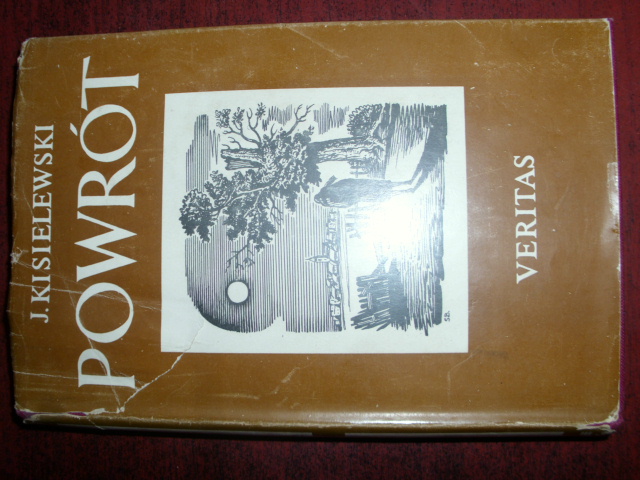 J. KISIELEWSKI
POWRÓT
S.G.
VERITAS